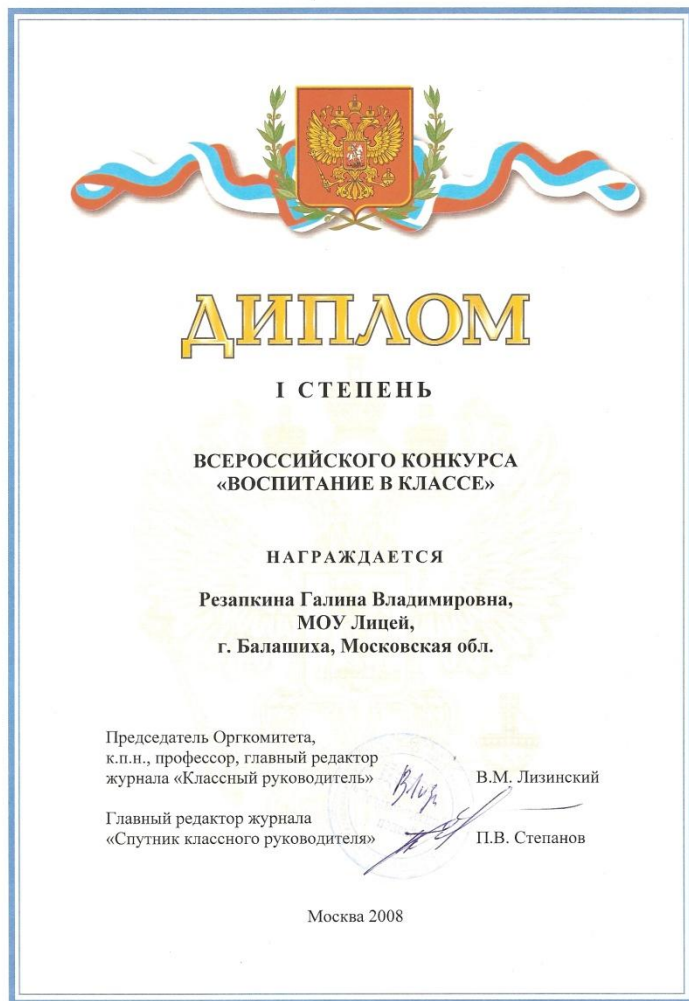 ДИПЛОМ
I СТЕПЕНЬ
ВСЕРОССИЙСКОГО КОНКУРСА
«ВОСПИТАНИЕ В КЛАССЕ»
НАГРАЖДАЕТСЯ
Резапкина Галина Владимировна,
МОУ Лицей,
г. Балашиха, Московская обл.
Председатель Оргкомитета,
к.п.н., профессор, главный редактор
журнала «Классный руководитель» В.М. Лизинский
Главный редактор журнала
«Спутник классного руководителя» П.В. Степанов
Москва 2008